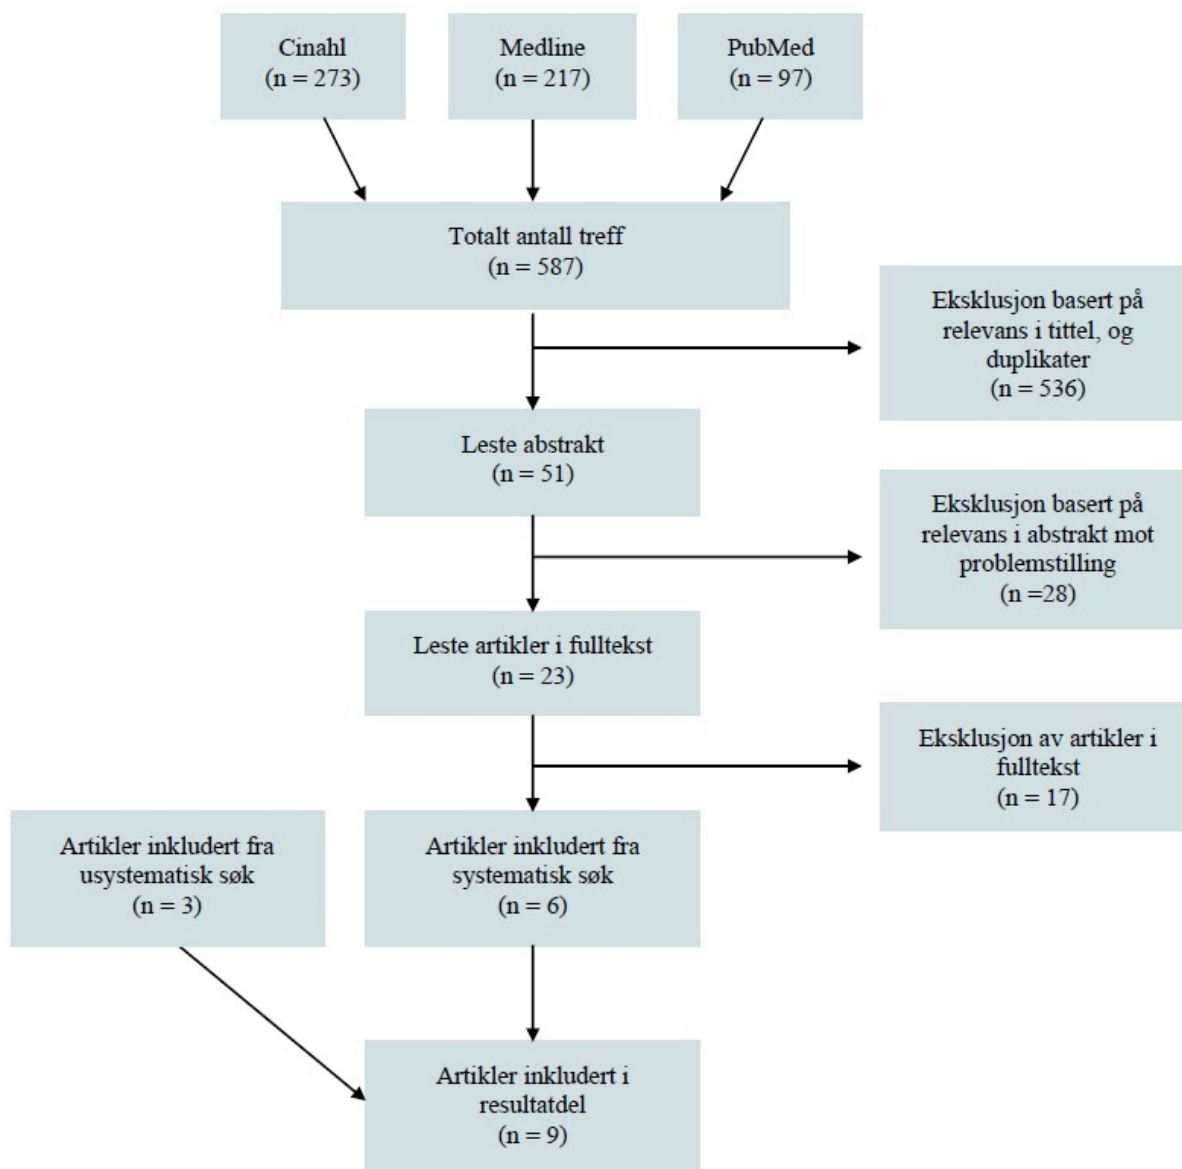 Cinahl
(n = 273)
Medline
(n = 217)
PubMed
(n = 97)
Totalt antall treff
(n = 587)
Eksklusjon basert på
relevans i tittel, og
duplikater
(n = 536)
Leste abstrakt
(n = 51)
Eksklusjon basert på
relevans i abstrakt mot
problemstilling
(n =28)
Leste artikler i fulltekst
(n = 23)
Eksklusjon av artikler i
fulltekst
(n = 17)
Artikler inkludert fra
usystematisk søk
(n = 3)
Artikler inkludert fra
systematisk søk
(n = 6)
Artikler inkludert i
resultatdel
(n = 9)